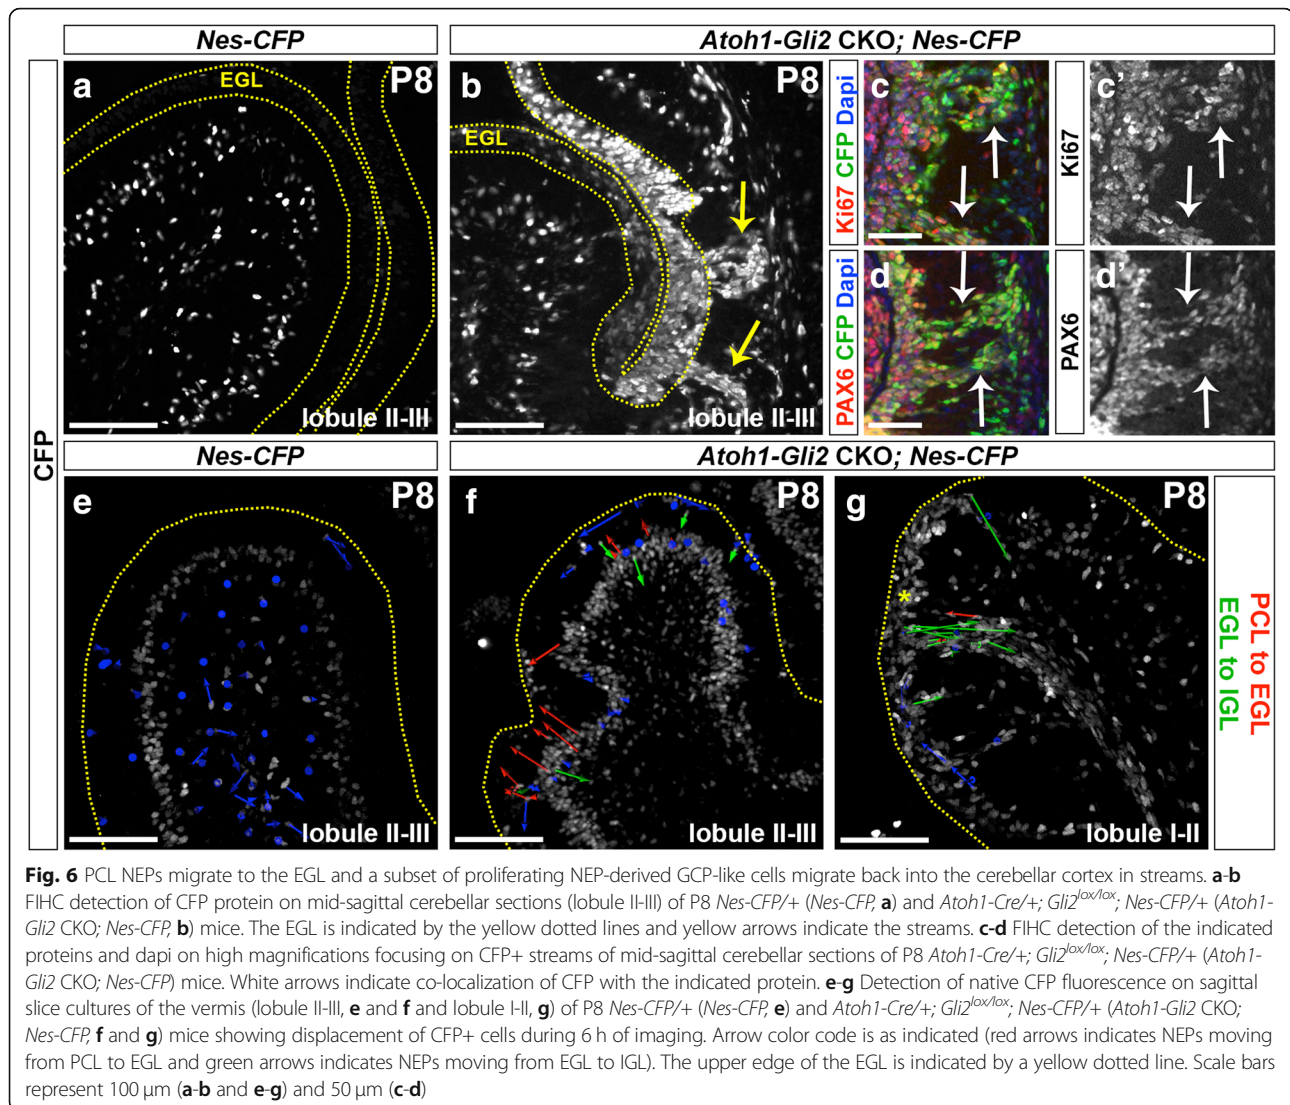 Nes-CFP
Atoh1-Gli2 CKO; Nes-CFP
CFP
a
EGL
P8
lobule II-III
b
EGL
P8
lobule II-III
Ki67 CFP Dapi
c
c'
Ki67
PAX6 CFP Dapi
d
d'
PAX6
Nes-CFP
Atoh1-Gli2 CKO; Nes-CFP
e
P8
lobule II-III
f
P8
lobule II-III
g
P8
*
lobule I-II
PCL to EGL
EGL to IGL
Fig. 6 PCL NEPs migrate to the EGL and a subset of proliferating NEP-derived GCP-like cells migrate back into the cerebellar cortex in streams. a-b
FIHC detection of CFP protein on mid-sagittal cerebellar sections (lobule II-III) of P8 Nes-CFP/+ (Nes-CFP, a) and Atoh1-Cre/+; Gli2lox/lox; Nes-CFP/+ (Atoh1-
Gli2 CKO; Nes-CFP, b) mice. The EGL is indicated by the yellow dotted lines and yellow arrows indicate the streams. c-d FIHC detection of the indicated
proteins and dapi on high magnifications focusing on CFP+ streams of mid-sagittal cerebellar sections of P8 Atoh1-Cre/+; Gli2lox/lox; Nes-CFP/+ (Atoh1-
Gli2 CKO; Nes-CFP) mice. White arrows indicate co-localization of CFP with the indicated protein. e-g Detection of native CFP fluorescence on sagittal
slice cultures of the vermis (lobule II-III, e and f and lobule I-II, g) of P8 Nes-CFP/+ (Nes-CFP, e) and Atoh1-Cre/+; Gli2lox/lox; Nes-CFP/+ (Atoh1-Gli2 CKO;
Nes-CFP, f and g) mice showing displacement of CFP+ cells during 6 h of imaging. Arrow color code is as indicated (red arrows indicates NEPs moving
from PCL to EGL and green arrows indicates NEPs moving from EGL to IGL). The upper edge of the EGL is indicated by a yellow dotted line. Scale bars
represent 100 μm (a-b and e-g) and 50 μm (c-d)